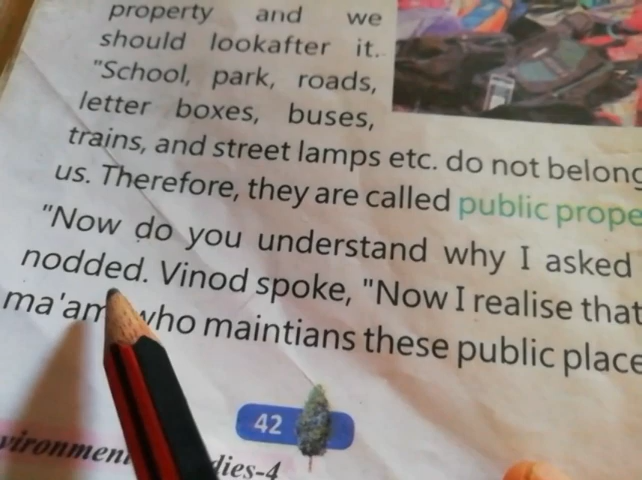 property and we
should lookafter it.
"School, park, roads,
letter boxes, buses,
trains, and street lamps etc. do not belong
us. Therefore, they are called public prope
"Now do you understand why I asked
nodded. Vinod spoke, "Now I realise that
ma'am who maintians these public place
42
vironmen dies-4